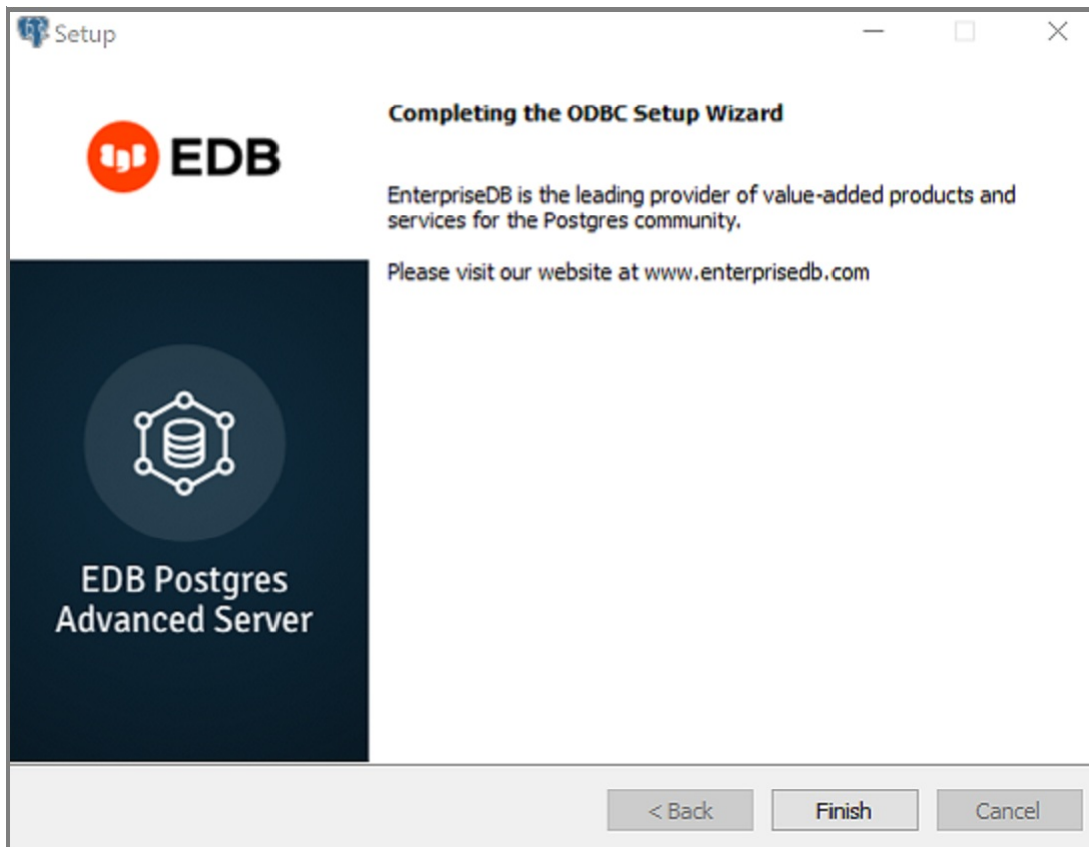 Setup
EDB
Completing the ODBC Setup Wizard
EnterpriseDB is the leading provider of value-added products and
services for the Postgres community.
Please visit our website at www.enterprisedb.com
EDB Postgres
Advanced Server
< Back
Finish
Cancel